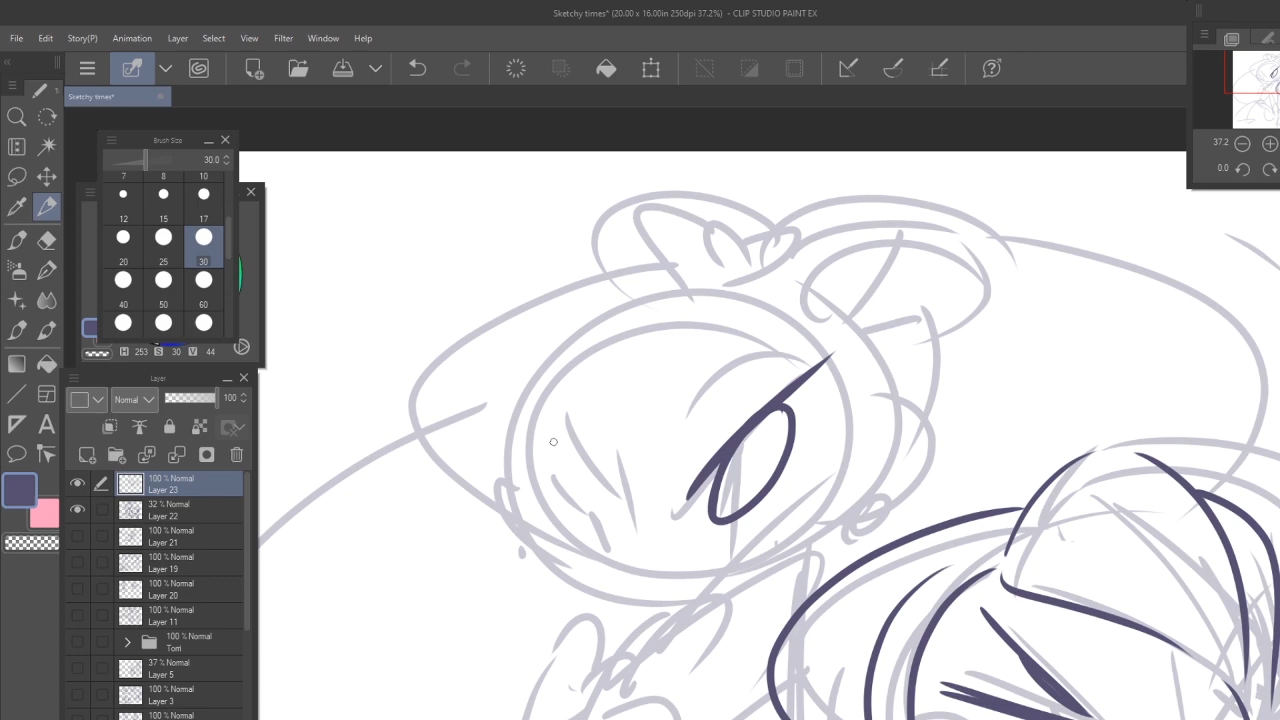 Sketchy times* (20.00 x 16.00in 250dpi 37.2%) - CLIP STUDIO PAINT EX
File Edit Story(P) Animation Layer Select View Filter Window Help
Sketchy times*
Brush Size
30.0
7 8 10
12 15 17
20 25 30
40 50 60
H 253 S 30 V 44
Layer
Normal 100
100 % Normal
Layer 23
32 % Normal
Layer 22
100 % Normal
Layer 21
100 % Normal
Layer 19
100 % Normal
Layer 20
100 % Normal
Layer 11
100 % Normal
Tom
37 % Normal
Layer 5
100 % Normal
Layer 3
100 % Normal
37.2
0.0